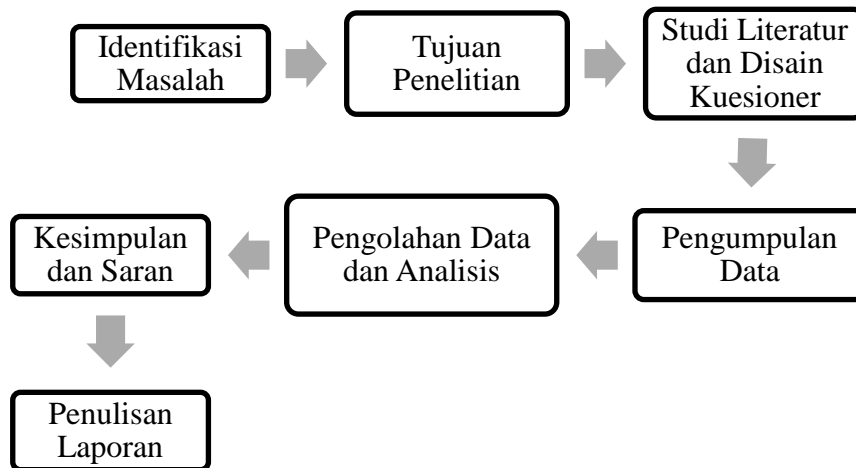 Identifikasi
Masalah
Tujuan
Penelitian
Studi Literatur
dan Disain
Kuesioner
Pengumpulan
Data
Pengolahan Data
dan Analisis
Kesimpulan
dan Saran
Penulisan
Laporan